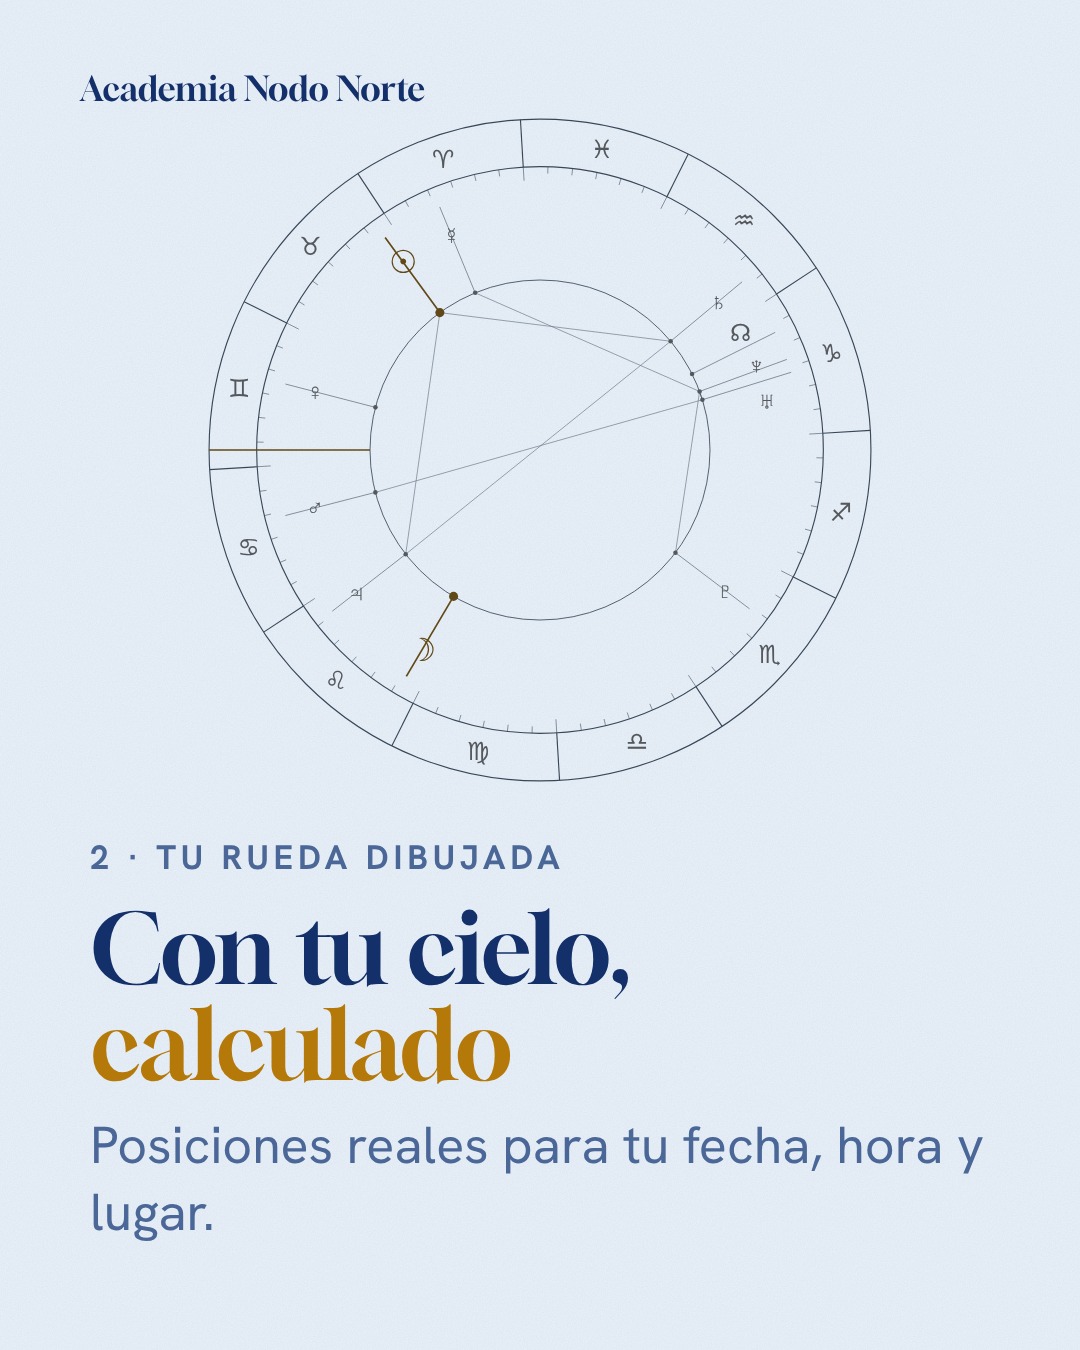 Academia Nodo Norte
♈ ♓
♉ ♒
☿
☉
♄
☊
♊ ♀ ♆ ♑
♅
♂ ♐
♋
♃ ♇
☽ ♏
♌
♍ ♎
2 · TU RUEDA DIBUJADA
Con tu cielo,
calculado
Posiciones reales para tu fecha, hora y
lugar.